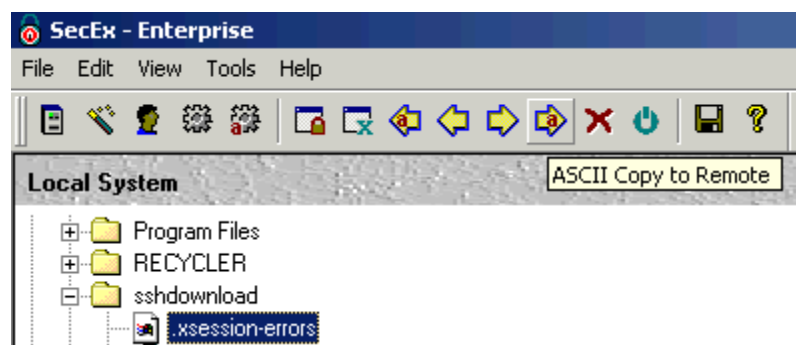 SecEx - Enterprise
File Edit View Tools Help
a a a
ASCII Copy to Remote
Local System
Program Files
RECYCLER
sshdownload
.xsession-errors